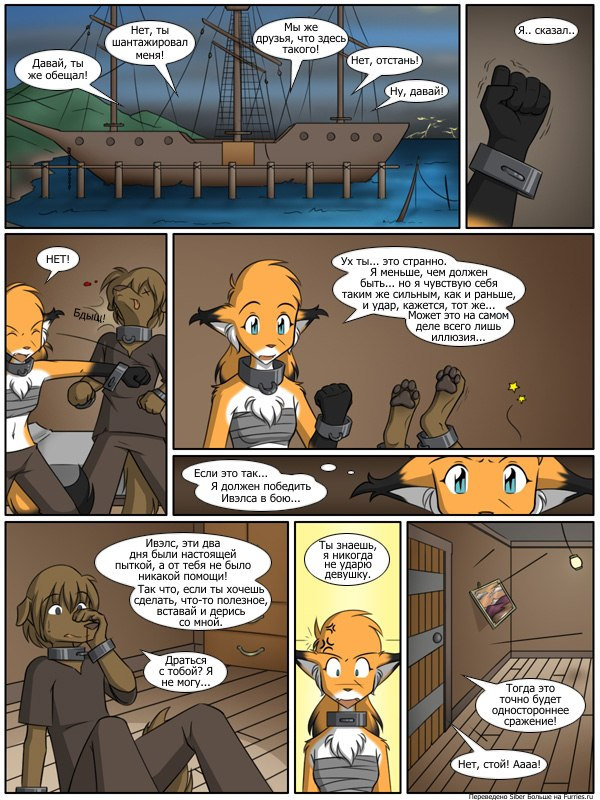 Давай, ты
же обещал!
Нет, ты
шантажировал
меня!
Мы же
друзья, что здесь
такого!
Нет, отстань!
Ну, давай!
Я.. сказал..
НЕТ!
Бдыщ!
Ух ты... это странно.
Я меньше, чем должен
быть... но я чувствую себя
таким же сильным, как и раньше,
и удар, кажется, тот же...
Может это на самом
деле всего лишь
иллюзия...
Если это так...
Я должен победить
Ивэлса в бою...
Ивэлс, эти два
дня были настоящей
пыткой, а от тебя не было
никакой помощи!
Так что, если ты хочешь
сделать, что-то полезное,
вставай и дерись
со мной.
Драться
с тобой? Я
не могу...
Ты знаешь,
я никогда
не ударю
девушку.
Тогда это
точно будет
одностороннее
сражение!
Нет, стой! Аааа!
Переведено Siber Больше на Furries.ru